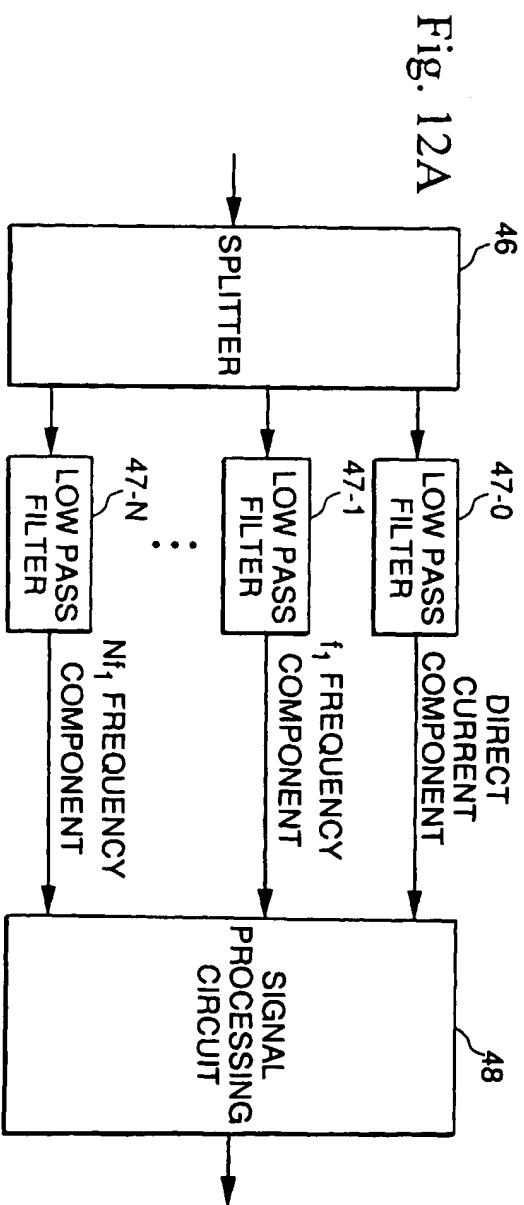 Fig. 12A
46
SPLITTER
47-0
LOW PASS
FILTER
DIRECT
CURRENT
COMPONENT
47-1
LOW PASS
FILTER
f1 FREQUENCY
COMPONENT
47-N
LOW PASS
FILTER
Nf1 FREQUENCY
COMPONENT
48
SIGNAL
PROCESSING
CIRCUIT